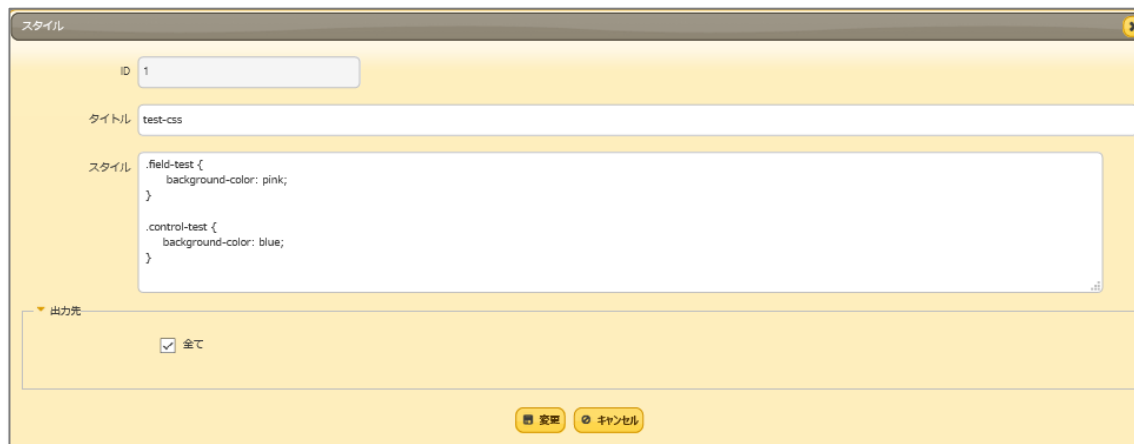 スタイル
ID 1
タイトル test-css
スタイル .field-test {
background-color: pink;
}
.control-test {
background-color: blue;
}
出力先
全て
変更 キャンセル